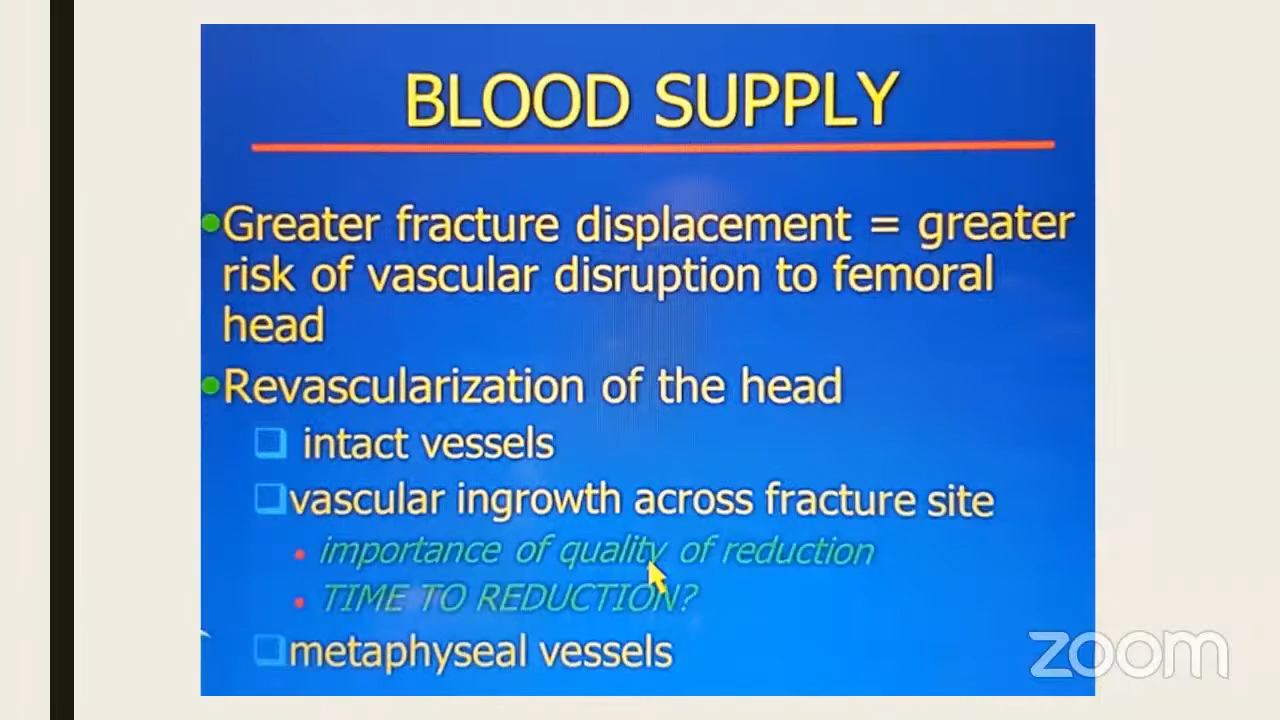 BLOOD SUPPLY
Greater fracture displacement = greater
risk of vascular disruption to femoral
head
Revascularization of the head
intact vessels
vascular ingrowth across fracture site
importance of quality of reduction
TIME TO REDUCTION?
metaphyseal vessels
zoom